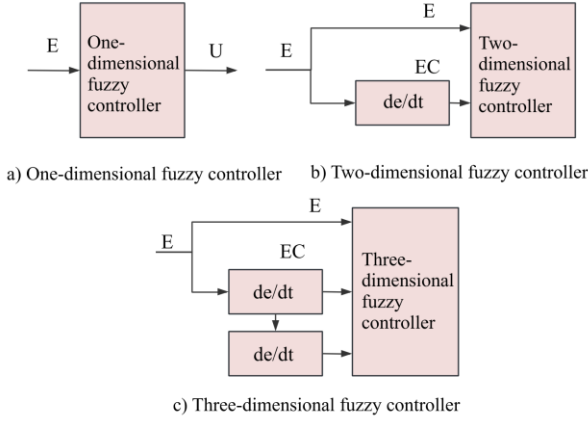 E
One-
dimensional
fuzzy
controller
U
a) One-dimensional fuzzy controller
E
E
EC
de/dt
Two-
dimensional
fuzzy
controller
b) Two-dimensional fuzzy controller
E
E
EC
de/dt
de/dt
Three-
dimensional
fuzzy
controller
c) Three-dimensional fuzzy controller